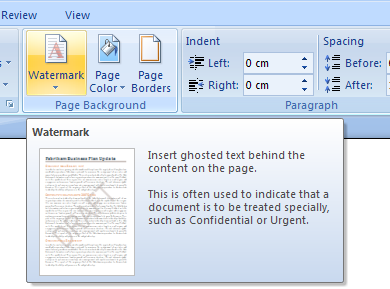 Review View
Watermark Page Color Page Borders
Page Background
Indent
Left: 0 cm
Right: 0 cm
Spacing
Before:
After:
Paragraph
Watermark
Fabrikam Business Plan Update
DRAFT
Insert ghosted text behind the
content on the page.
This is often used to indicate that a
document is to be treated specially,
such as Confidential or Urgent.